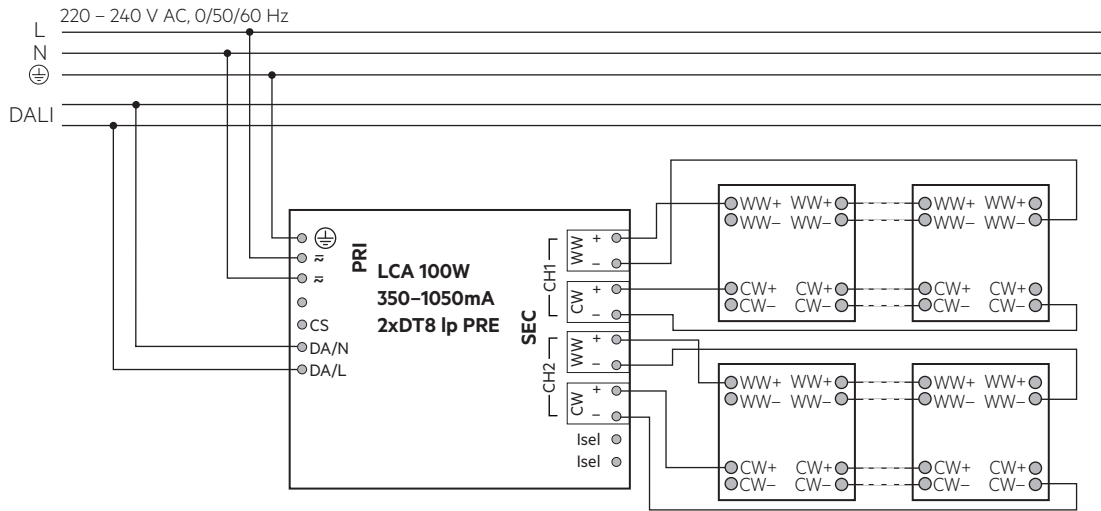 220 – 240 V AC, 0/50/60 Hz
L
N
DALI
PRI
LCA 100W
350–1050mA
2xDT8 lp PRE
SEC
CS
DA/N
DA/L
CH1
WW + –
CW + –
CH2
WW + –
CW + –
Isel
Isel
WW+ WW+ WW+ WW+
WW– WW– WW– WW–
CW+ CW+ CW+ CW+
CW– CW– CW– CW–
WW+ WW+ WW+ WW+
WW– WW– WW– WW–
CW+ CW+ CW+ CW+
CW– CW– CW– CW–